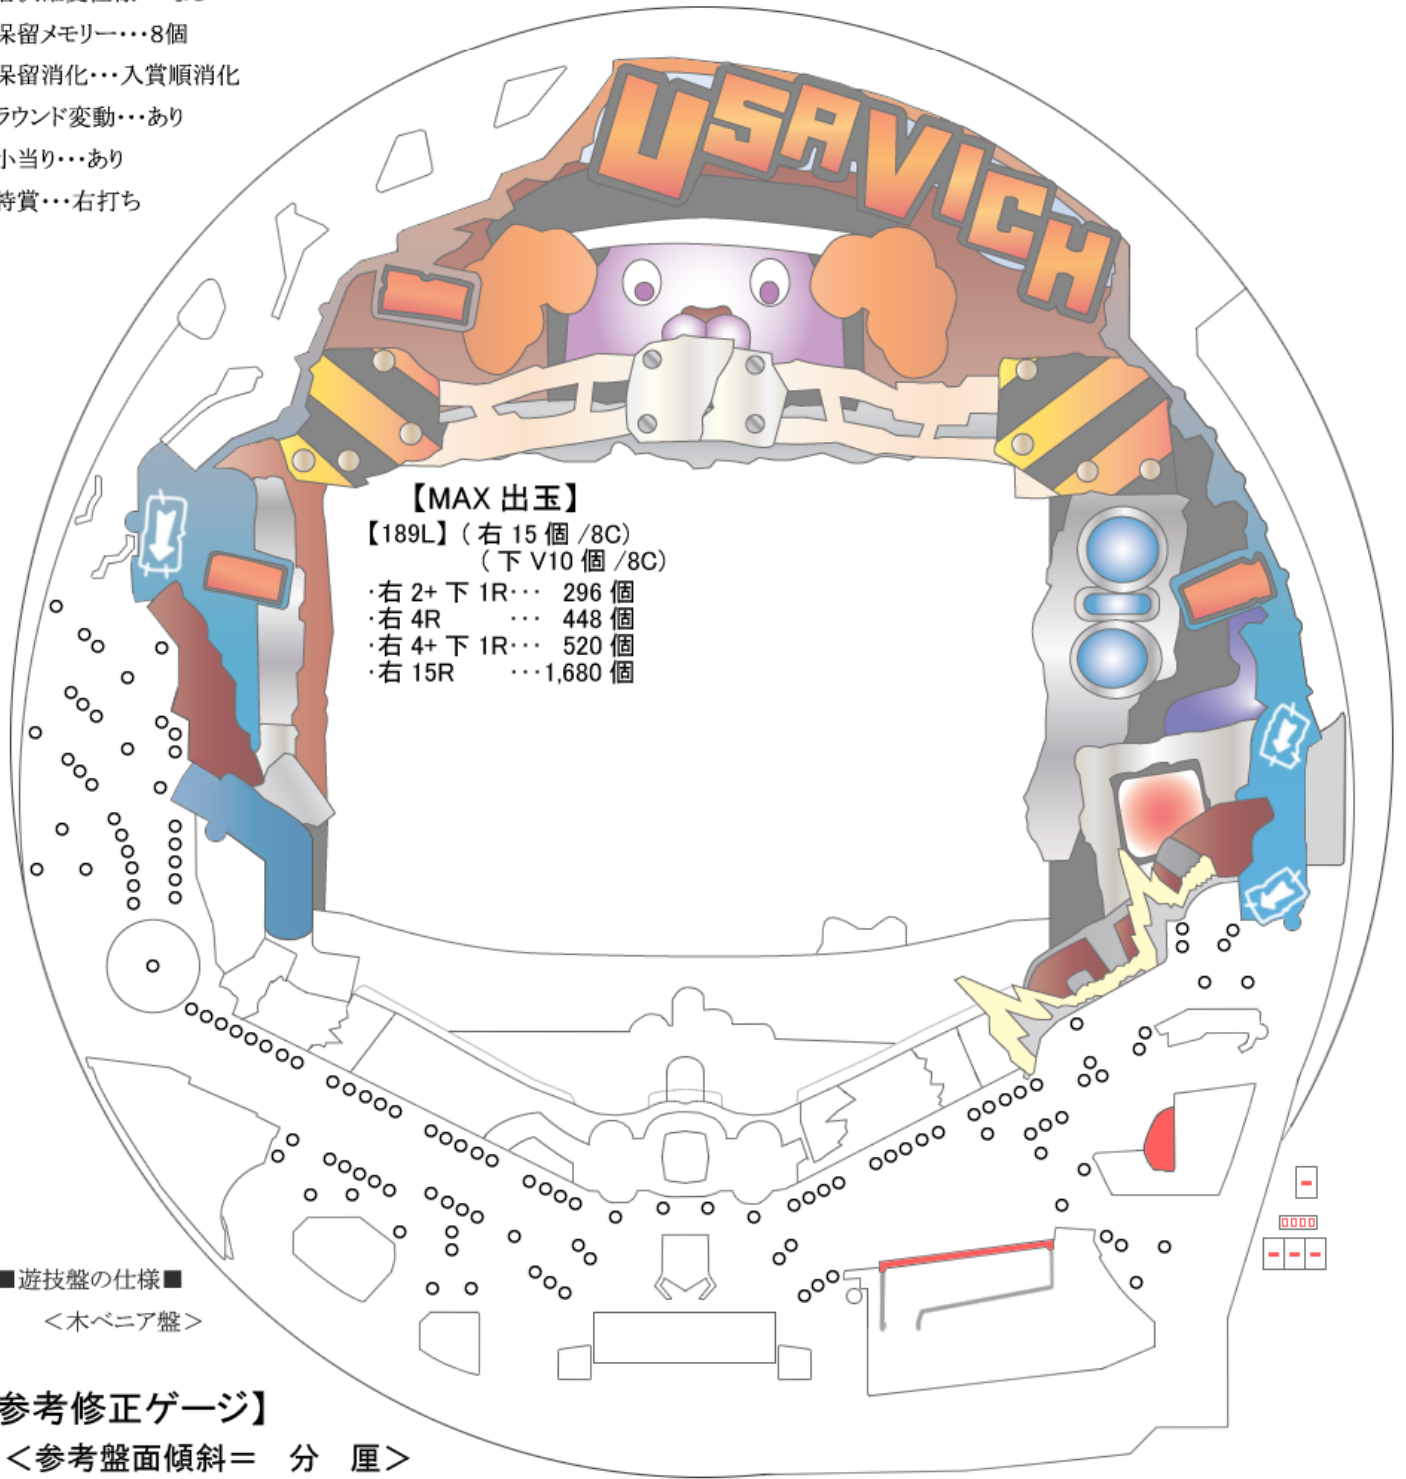 保留メモリー･･･8個
保留消化･･･入賞順消化
ラウンド変動･･･あり
小当り･･･あり
特賞･･･右打ち
USAVICH
【MAX 出玉】
【189L】( 右 15 個 /8C)
( 下 V10 個 /8C)
･右 2+ 下 1R･･･ 296 個
･右 4R ･･･ 448 個
･右 4+ 下 1R･･･ 520 個
･右 15R ･･･1,680 個
■遊技盤の仕様■
＜木ベニア盤＞
参考修正ゲージ】
＜参考盤面傾斜＝ 分 厘＞